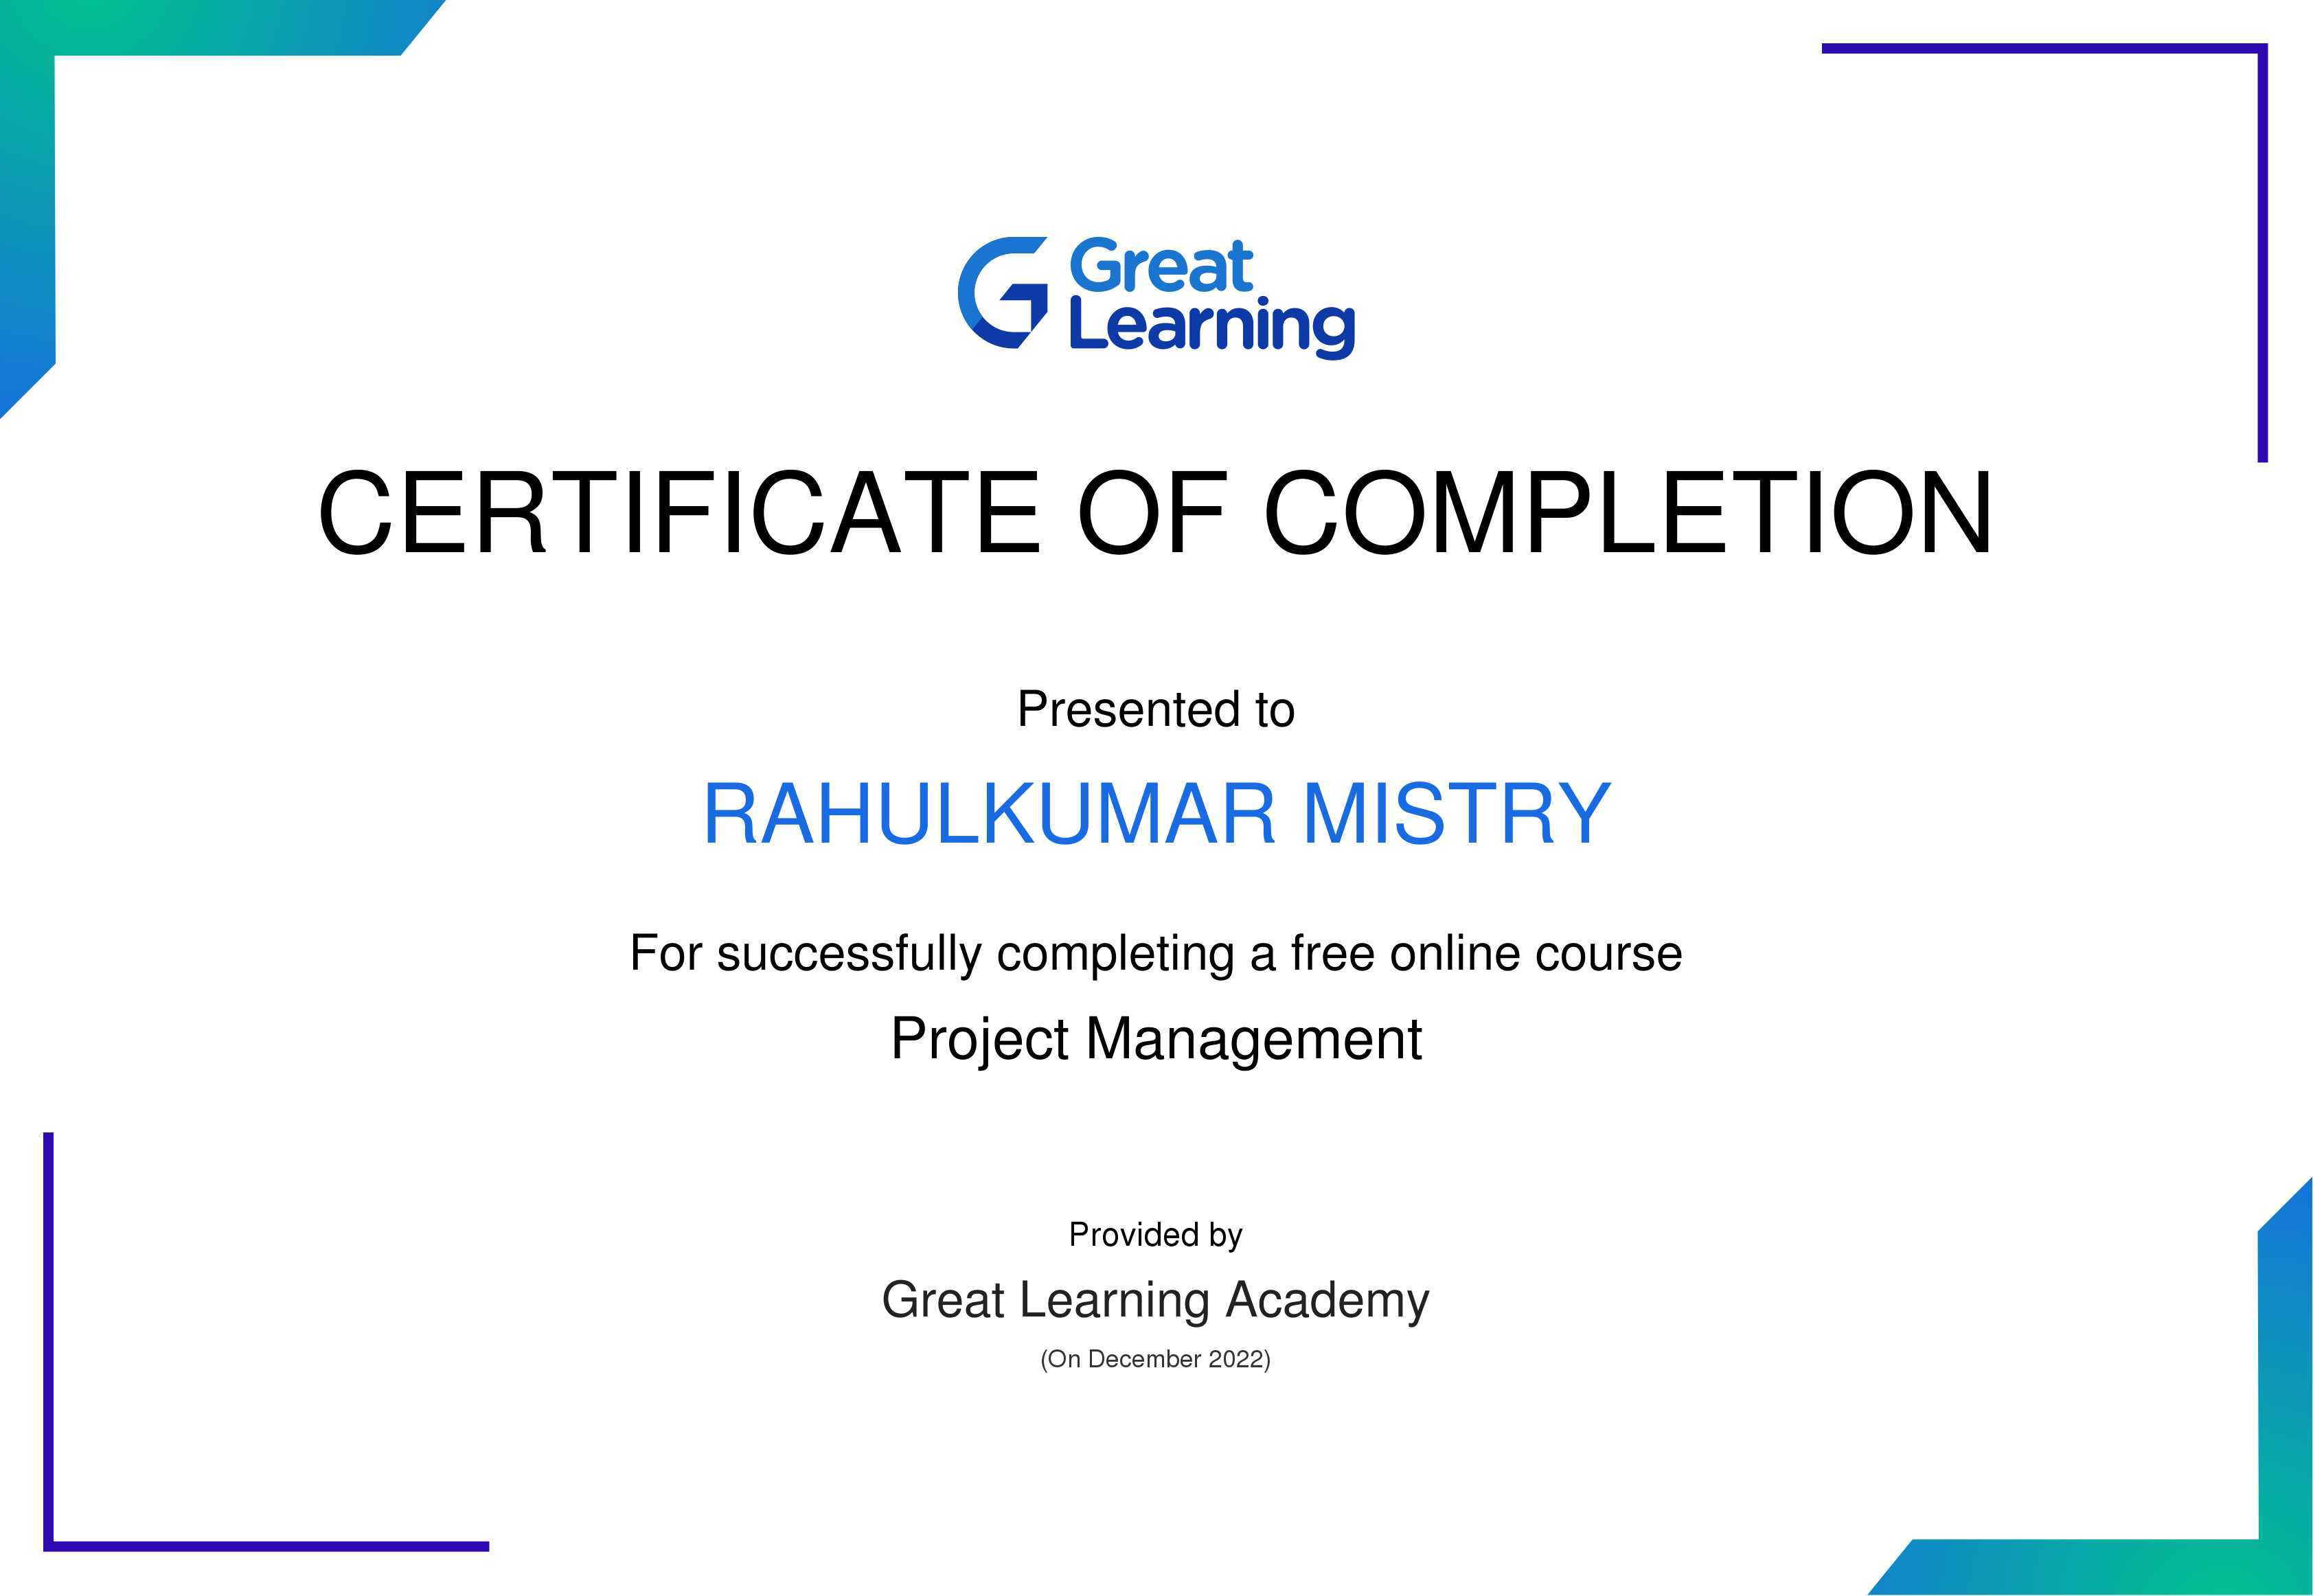 Great
Learning
CERTIFICATE OF COMPLETION
Presented to
RAHULKUMAR MISTRY
For successfully completing a free online course
Project Management
Provided by
Great Learning Academy
(On December 2022)